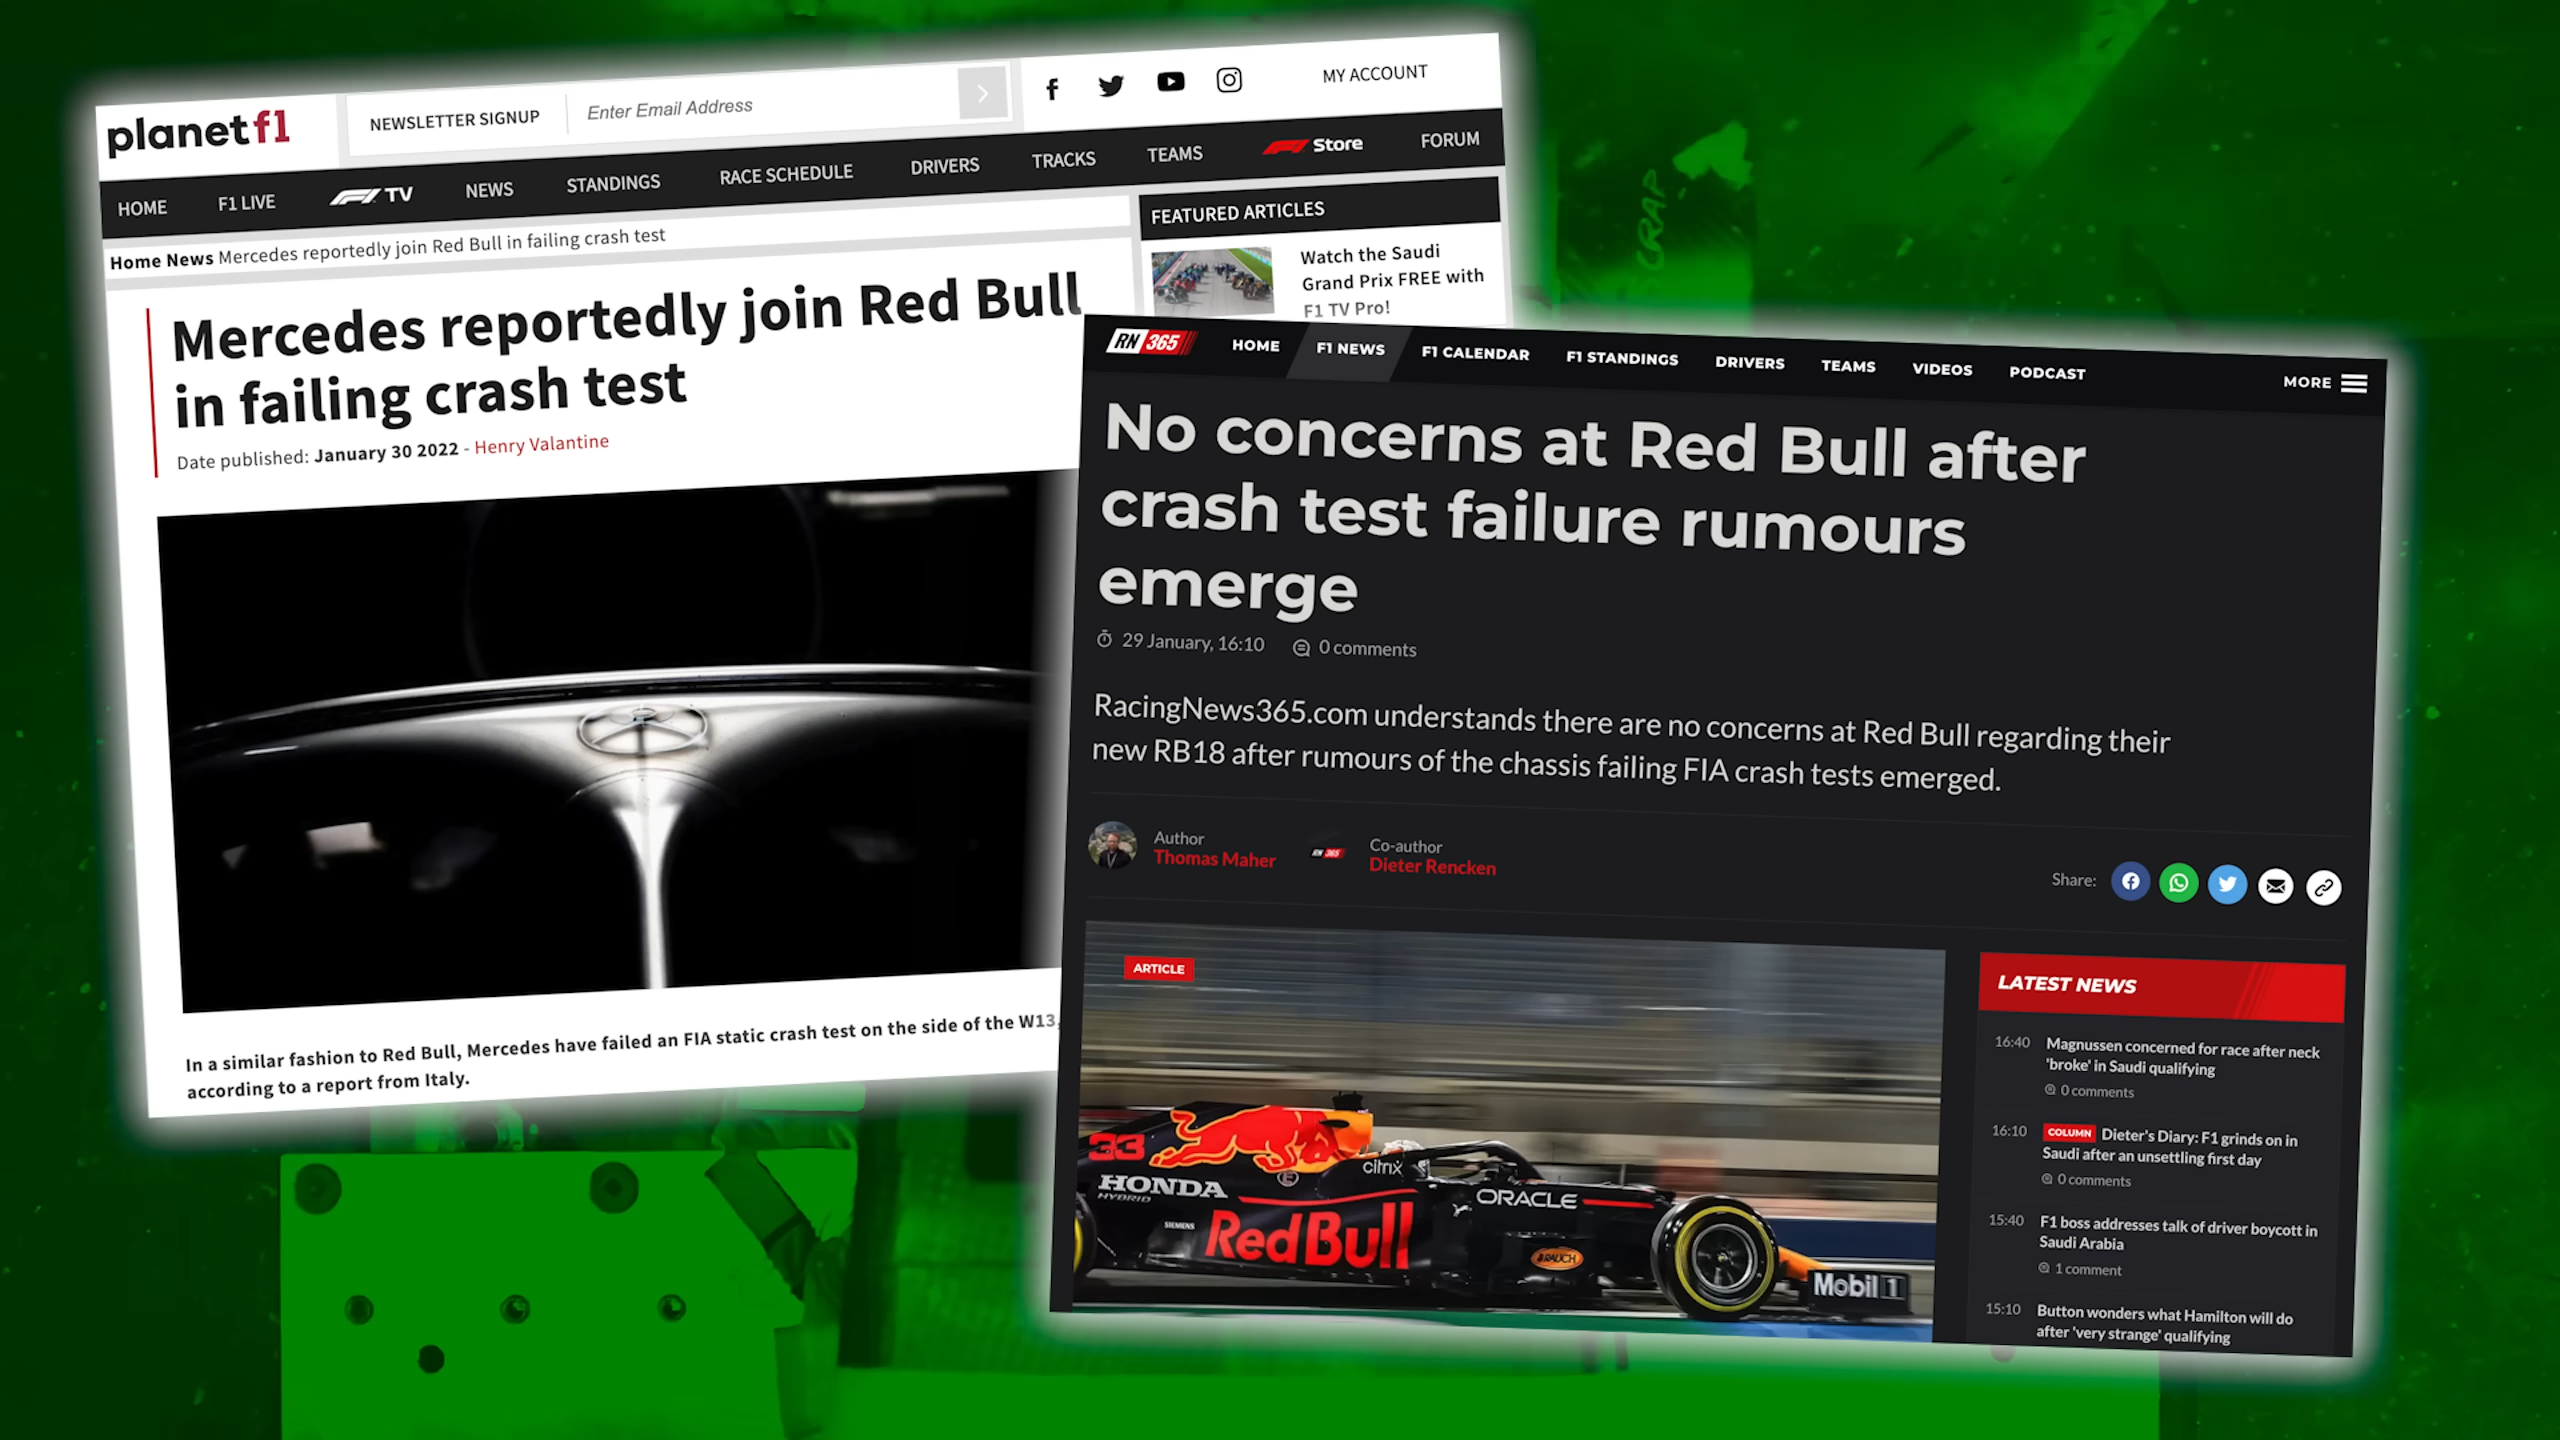 planetf1
NEWSLETTER SIGNUP
Enter Email Address
MY ACCOUNT
HOME
F1 LIVE
F1 TV
NEWS
STANDINGS
RACE SCHEDULE
DRIVERS
TRACKS
TEAMS
F1 Store
FORUM
Home News Mercedes reportedly join Red Bull in failing crash test
Mercedes reportedly join Red Bull
in failing crash test
Date published: January 30 2022 - Henry Valantine
FEATURED ARTICLES
Watch the Saudi
Grand Prix FREE with
F1 TV Pro!
In a similar fashion to Red Bull, Mercedes have failed an FIA static crash test on the side of the W13,
according to a report from Italy.
SCRAP
RN 365
HOME
F1 NEWS
F1 CALENDAR
F1 STANDINGS
DRIVERS
TEAMS
VIDEOS
PODCAST
MORE
No concerns at Red Bull after
crash test failure rumours
emerge
29 January, 16:10
0 comments
RacingNews365.com understands there are no concerns at Red Bull regarding their
new RB18 after rumours of the chassis failing FIA crash tests emerged.
Author
Thomas Maher
RN 365
Co-author
Dieter Rencken
Share:
ARTICLE
33
HONDA
HYBRID
citrix
SIEMENS
ORACLE
Red Bull
RAUCH
Mobil 1
LATEST NEWS
16:40
Magnussen concerned for race after neck
'broke' in Saudi qualifying
0 comments
16:10
COLUMN Dieter's Diary: F1 grinds on in
Saudi after an unsettling first day
0 comments
15:40
F1 boss addresses talk of driver boycott in
Saudi Arabia
1 comment
15:10
Button wonders what Hamilton will do
after 'very strange' qualifying